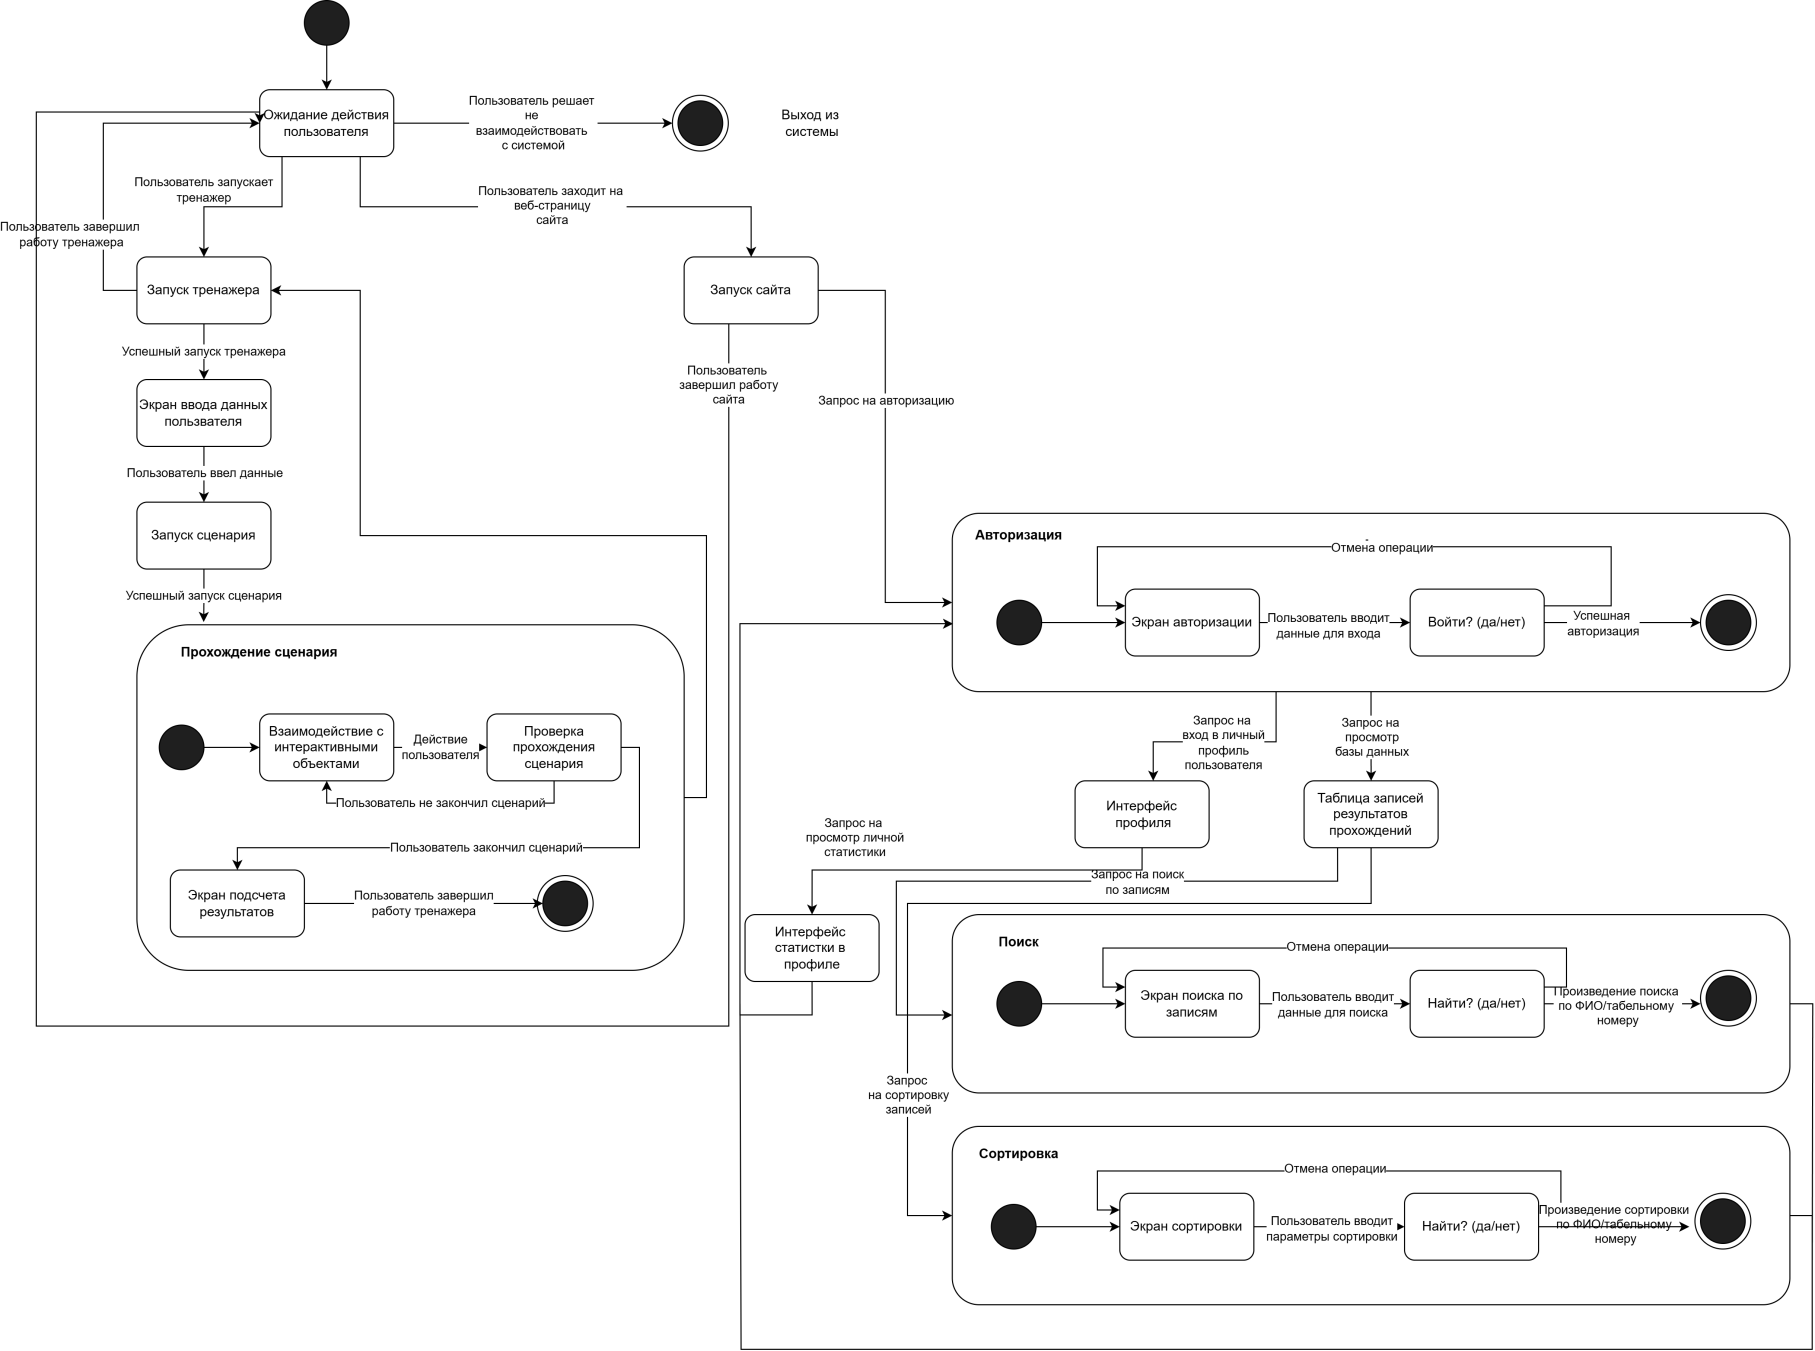 Ожидание действия
пользователя
Пользователь решает
не
взаимодействовать
с системой
Выход из
системы
Пользователь запускает
тренажер
Пользователь заходит на
веб-страницу
сайта
Пользователь завершил
работу тренажера
Запуск тренажера
Запуск сайта
Успешный запуск тренажера
Пользователь
завершил работу
сайта
Экран ввода данных
пользвателя
Запрос на авторизацию
Пользователь ввел данные
Запуск сценария
Успешный запуск сценария
Авторизация
Отмена операции
Экран авторизации
Пользователь вводит
данные для входа
Войти? (да/нет)
Успешная
авторизация
Прохождение сценария
Взаимодействие с
интерактивными
объектами
Действие
пользователя
Проверка
прохождения
сценария
Пользователь не закончил сценарий
Пользователь закончил сценарий
Экран подсчета
результатов
Пользователь завершил
работу тренажера
Запрос на
вход в личный
профиль
пользователя
Запрос на
просмотр
базы данных
Интерфейс
профиля
Таблица записей
результатов
прохождений
Запрос на
просмотр личной
статистики
Запрос на поиск
по записям
Интерфейс
статистки в
профиле
Поиск
Отмена операции
Экран поиска по
записям
Пользователь вводит
данные для поиска
Найти? (да/нет)
Произведение поиска
по ФИО/табельному
номеру
Запрос
на сортировку
записей
Сортировка
Отмена операции
Экран сортировки
Пользователь вводит
параметры сортировки
Найти? (да/нет)
Произведение сортировки
по ФИО/табельному
номеру